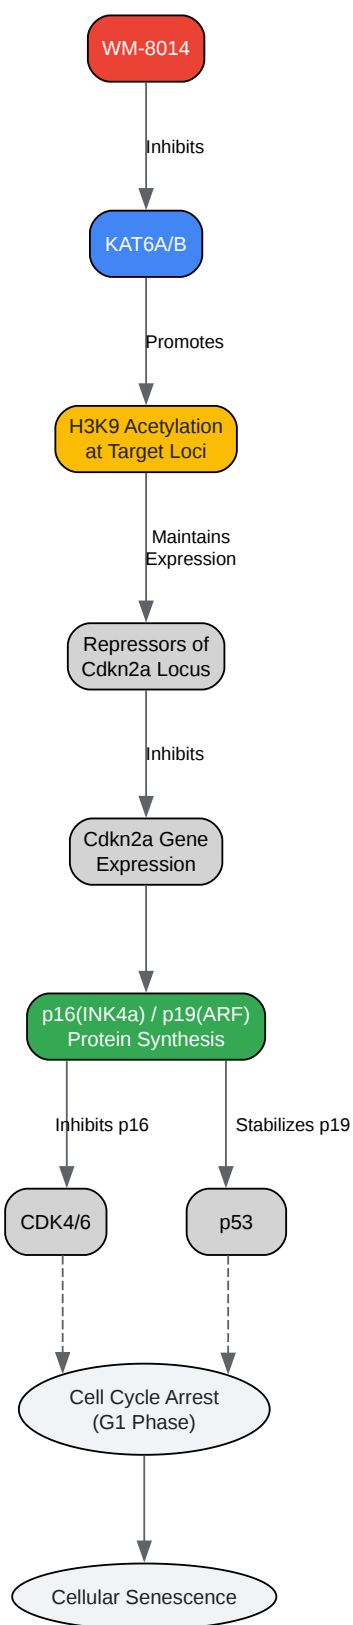 WM-8014
Inhibits
KAT6A/B
Promotes
H3K9 Acetylation
at Target Loci
Maintains
Expression
Repressors of
Cdkn2a Locus
Inhibits
Cdkn2a Gene
Expression
p16(INK4a) / p19(ARF)
Protein Synthesis
Inhibits p16
Stabilizes p19
CDK4/6
p53
Cell Cycle Arrest
(G1 Phase)
Cellular Senescence